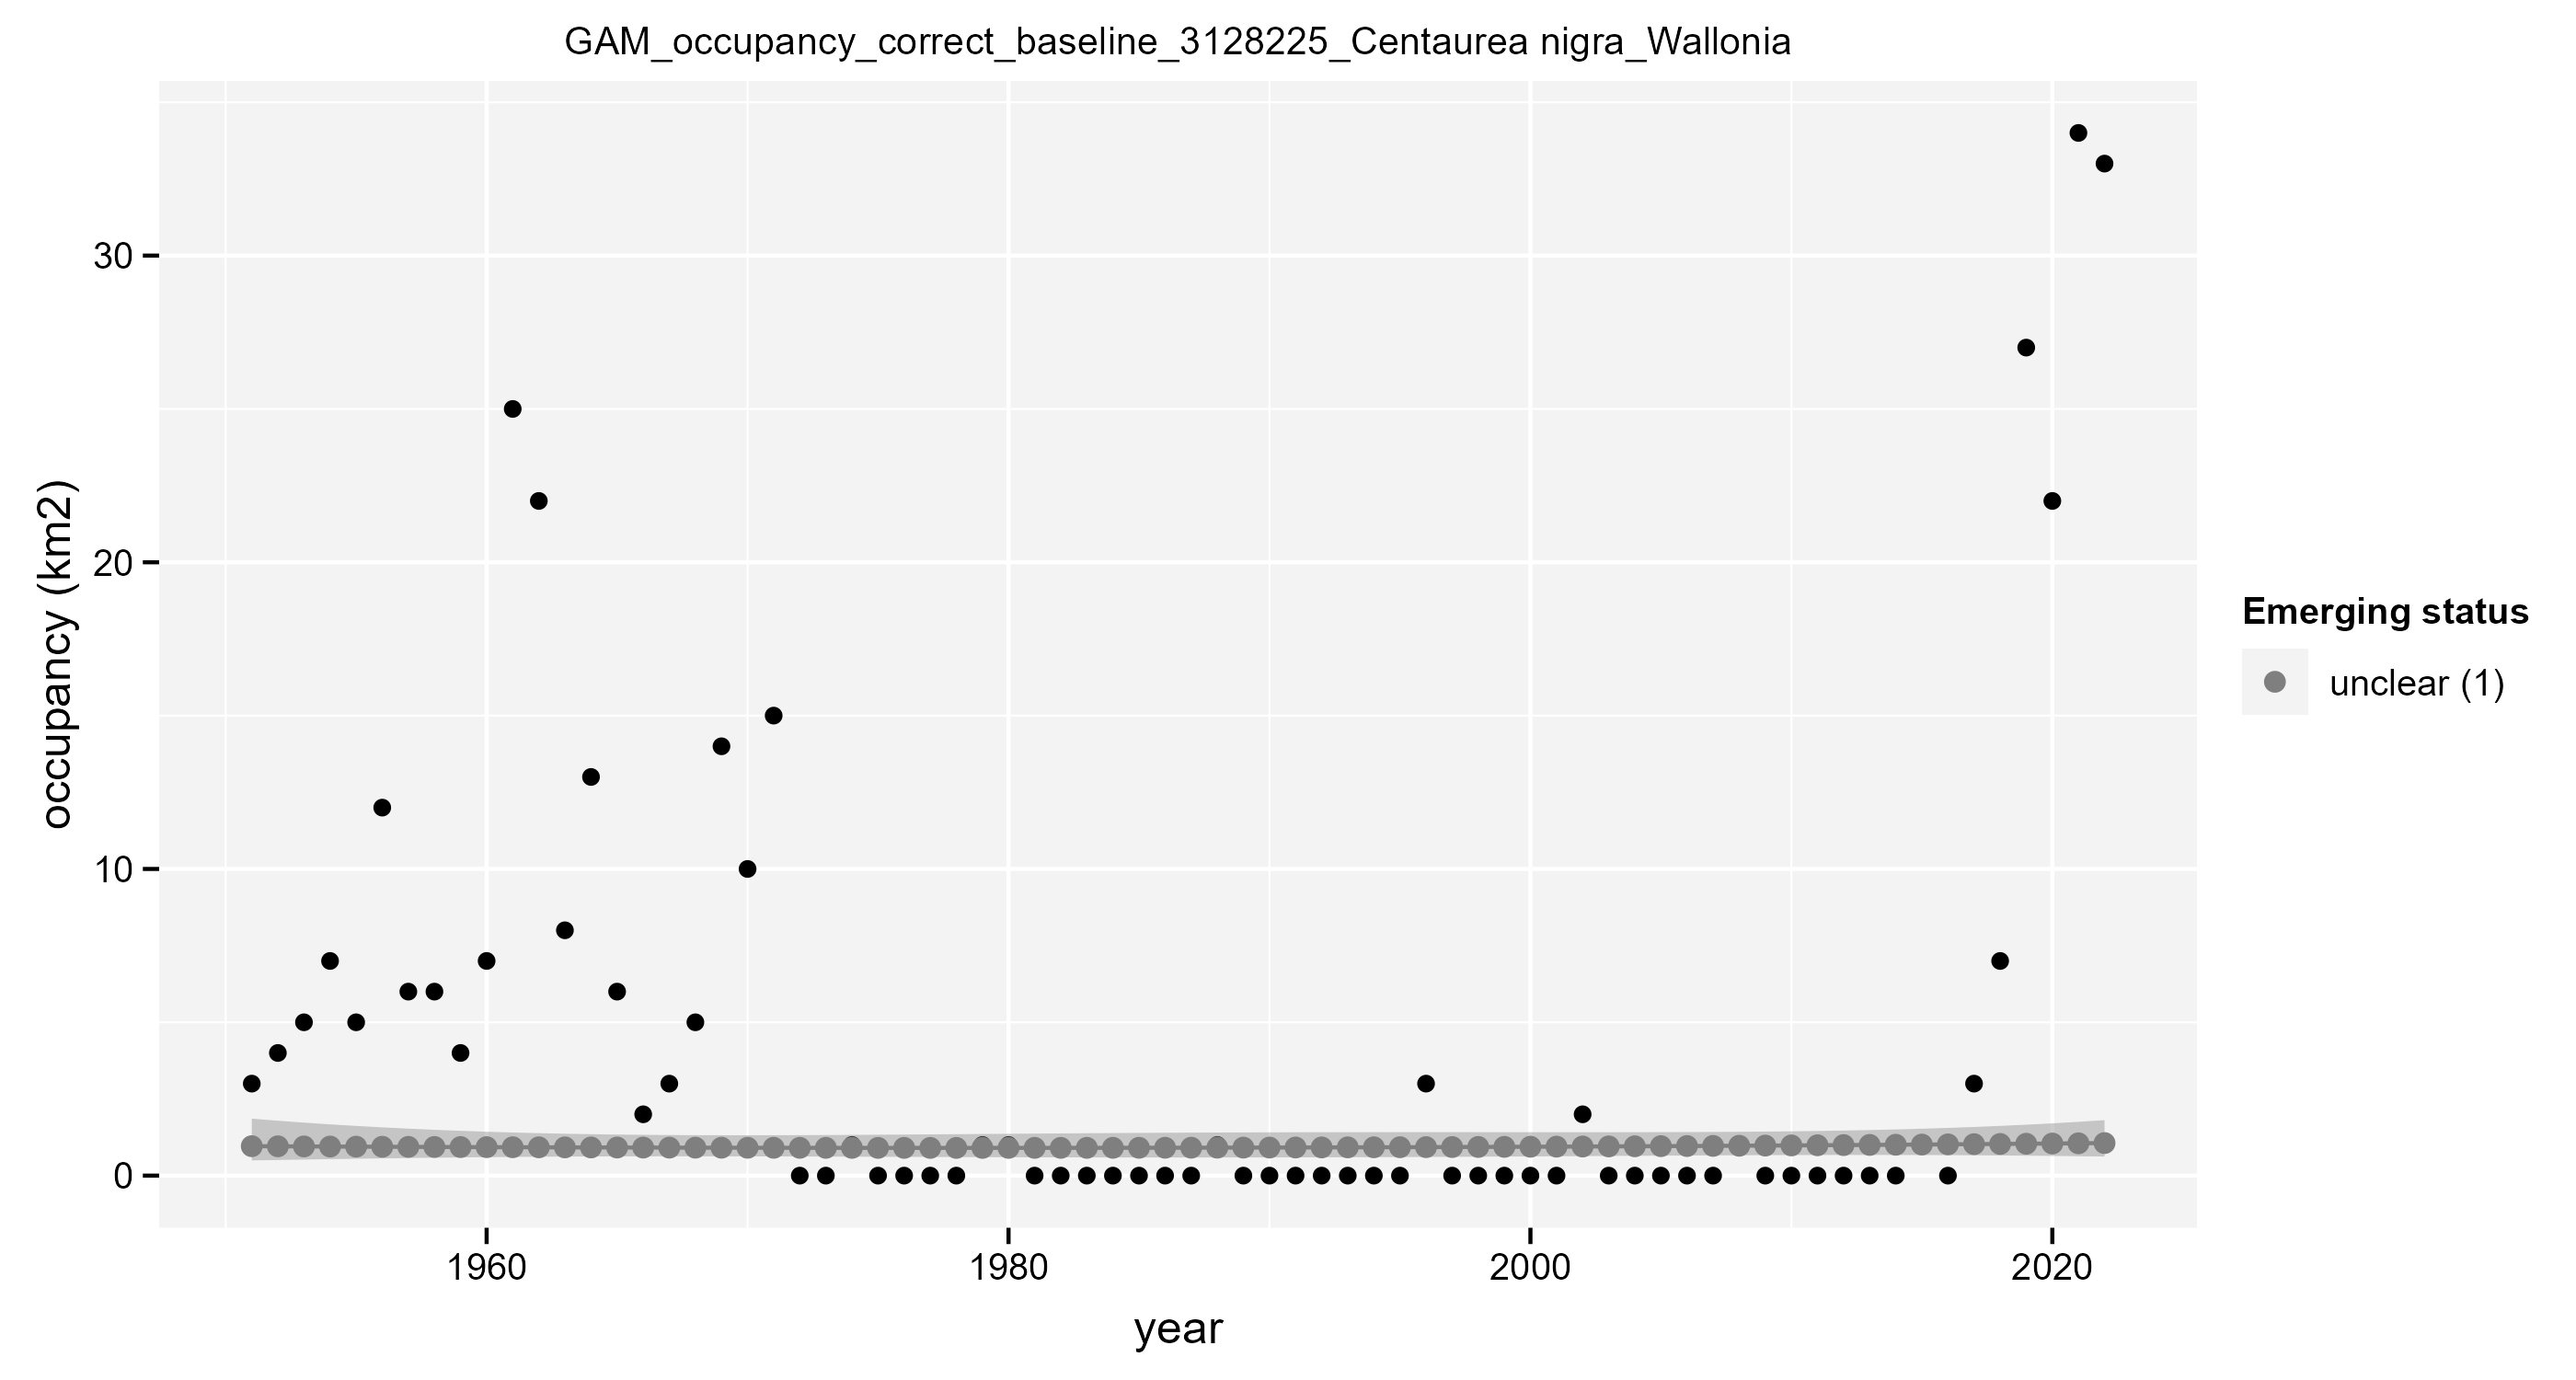 GAM_occupancy_correct_baseline_3128225_Centaurea nigra_Wallonia
30
20
10
0
occupancy (km2)
1960
1980
2000
2020
year
Emerging status
unclear (1)